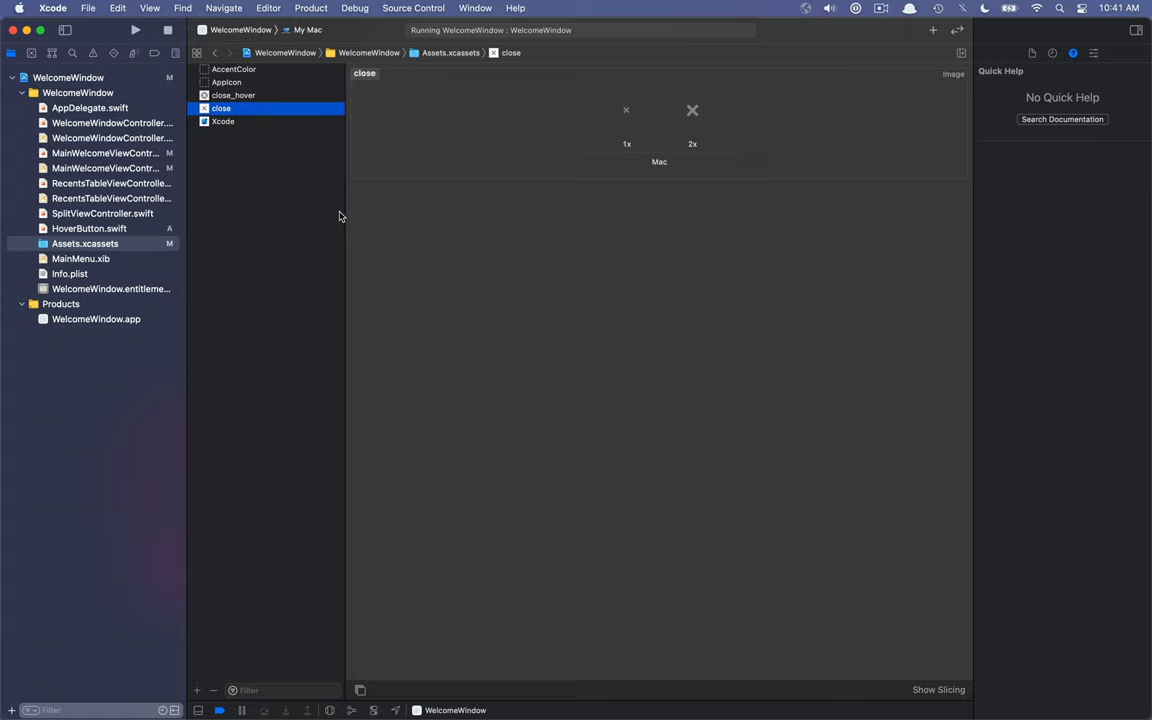 Xcode File Edit View Find Navigate Editor Product Debug Source Control Window Help 10:41 AM
WelcomeWindow My Mac Running WelcomeWindow : WelcomeWindow
WelcomeWindow WelcomeWindow Assets.xcassets close
WelcomeWindow M
WelcomeWindow
AppDelegate.swift
WelcomeWindowController....
WelcomeWindowController....
MainWelcomeViewContr... M
MainWelcomeViewContr... M
RecentsTableViewControlle...
RecentsTableViewControlle...
SplitViewController.swift
HoverButton.swift A
Assets.xcassets M
MainMenu.xib
Info.plist
WelcomeWindow.entitleme...
Products
WelcomeWindow.app
Filter
AccentColor
AppIcon
close_hover
close
Xcode
Filter
close
Image
1x 2x
Mac
Show Slicing
WelcomeWindow
Quick Help
No Quick Help
Search Documentation